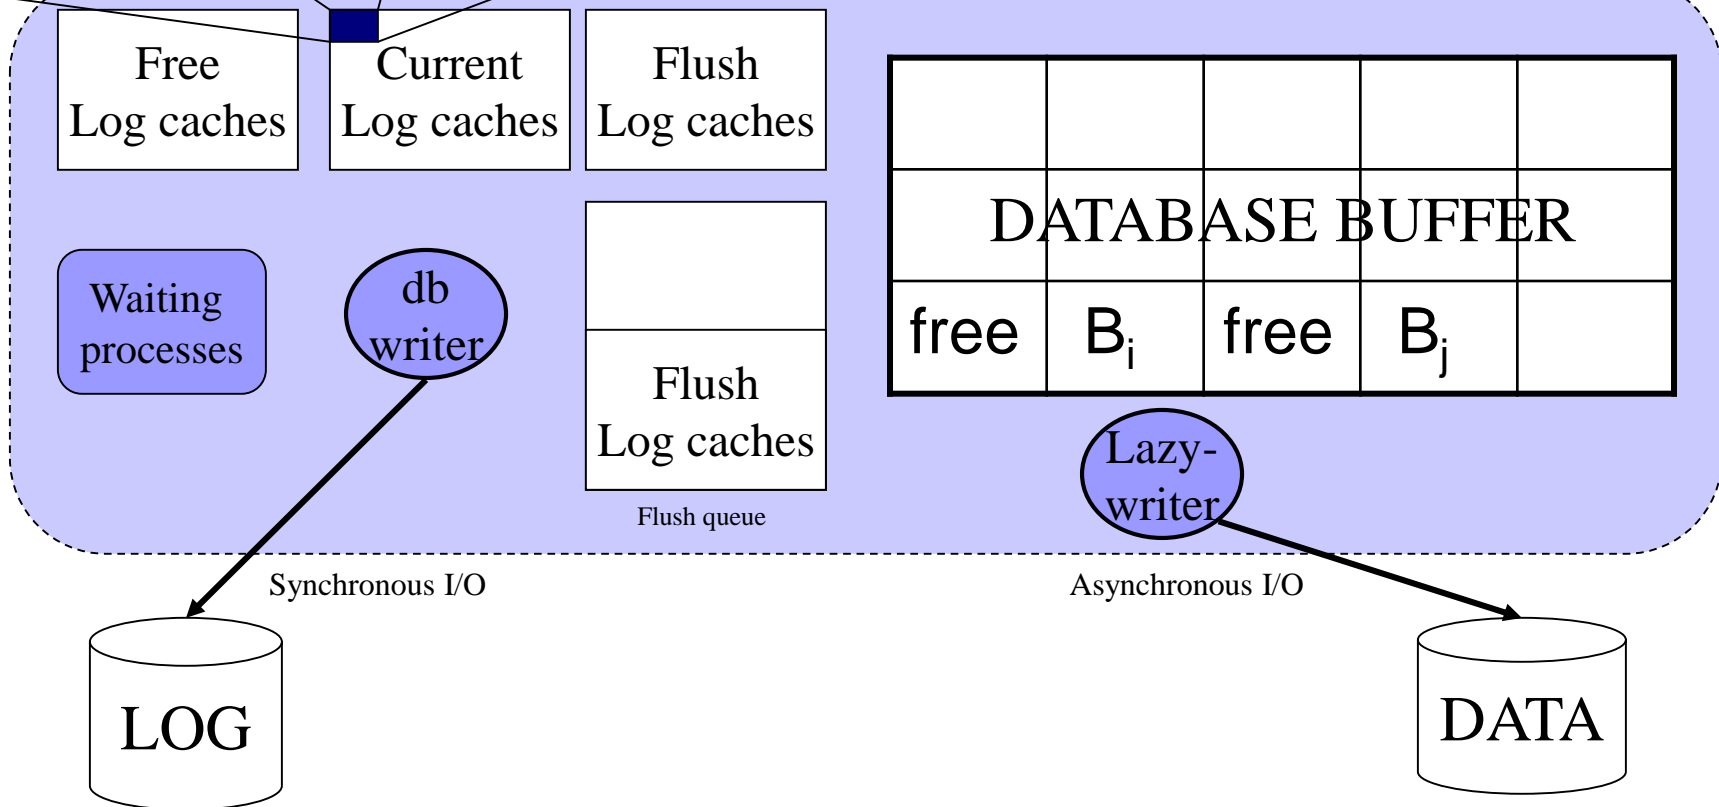 Free
Log caches
Current
Log caches
Flush
Log caches
DATABASE BUFFER
free
Bᵢ
free
Bⱼ
Waiting
processes
db
writer
Flush
Log caches
Flush queue
Lazy-
writer
Synchronous I/O
Asynchronous I/O
LOG
DATA